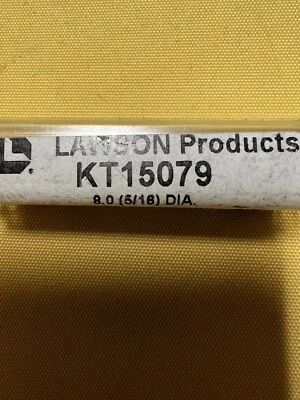 LAWSON Products
KT15079
8.0 (5/16) DIA.